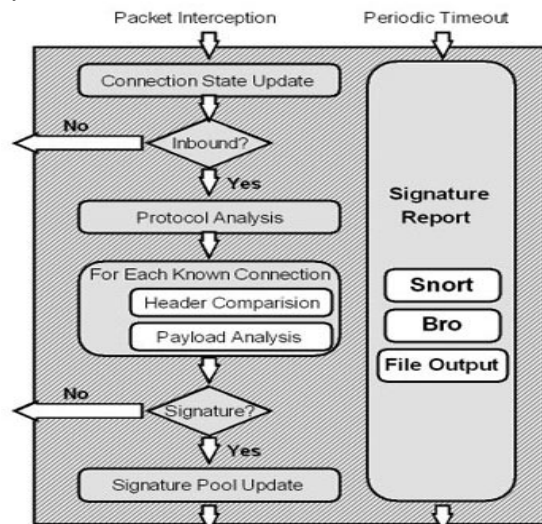 Packet Interception
Periodic Timeout
Connection State Update
No
Inbound?
Yes
Protocol Analysis
For Each Known Connection
Header Comparision
Payload Analysis
No
Signature?
Yes
Signature Pool Update
Signature
Report
Snort
Bro
File Output